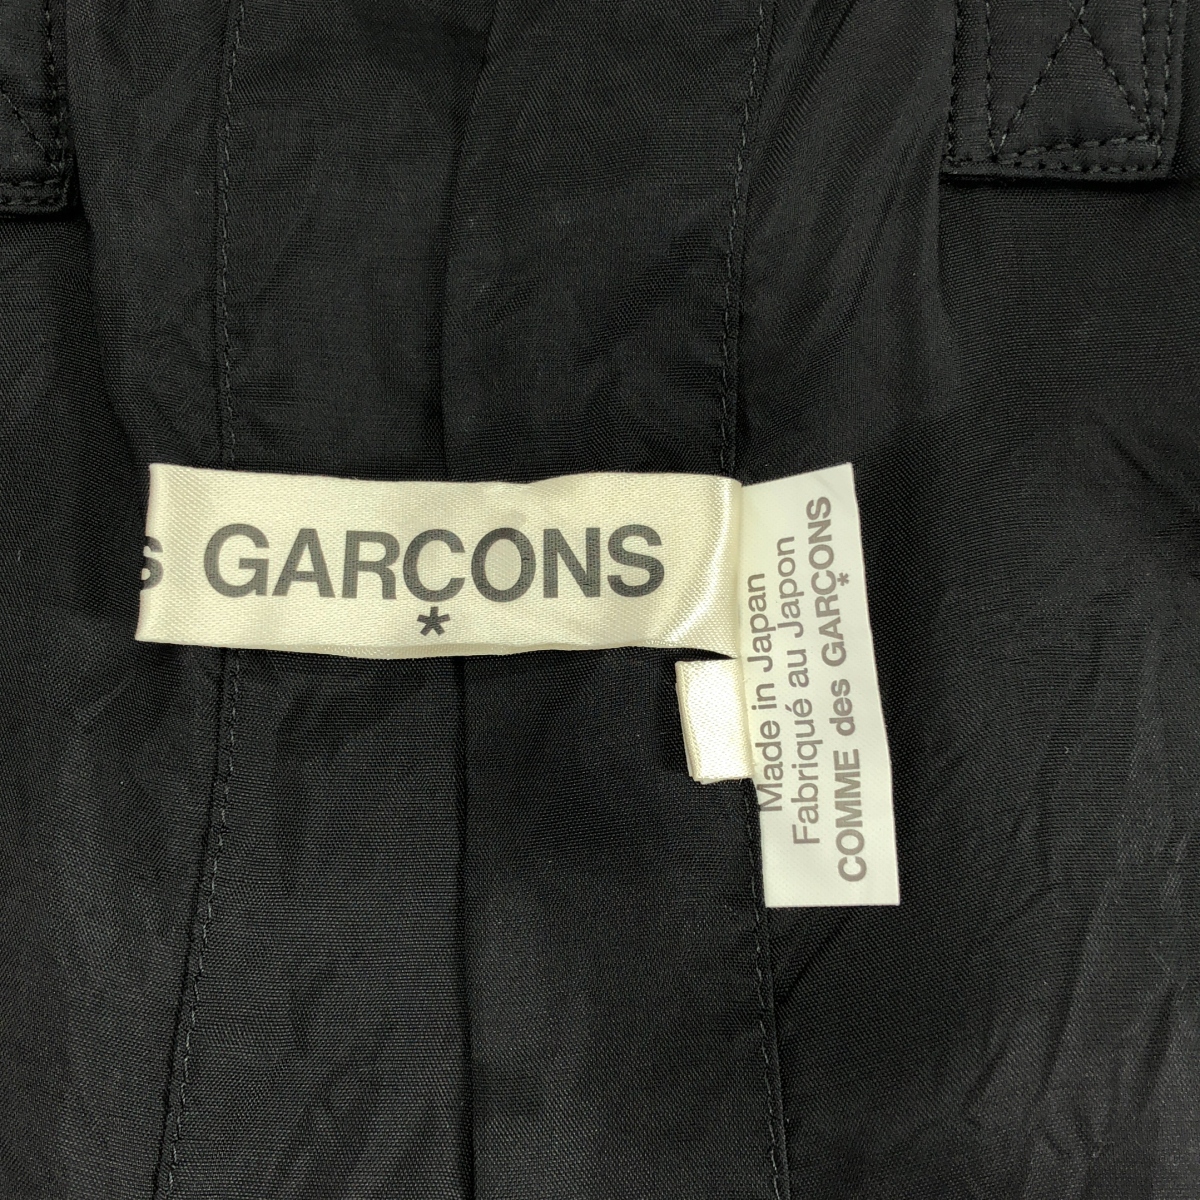 s GARÇONS
*
Made in Japan
Fabriqué au Japon
COMME des GARÇONS
*